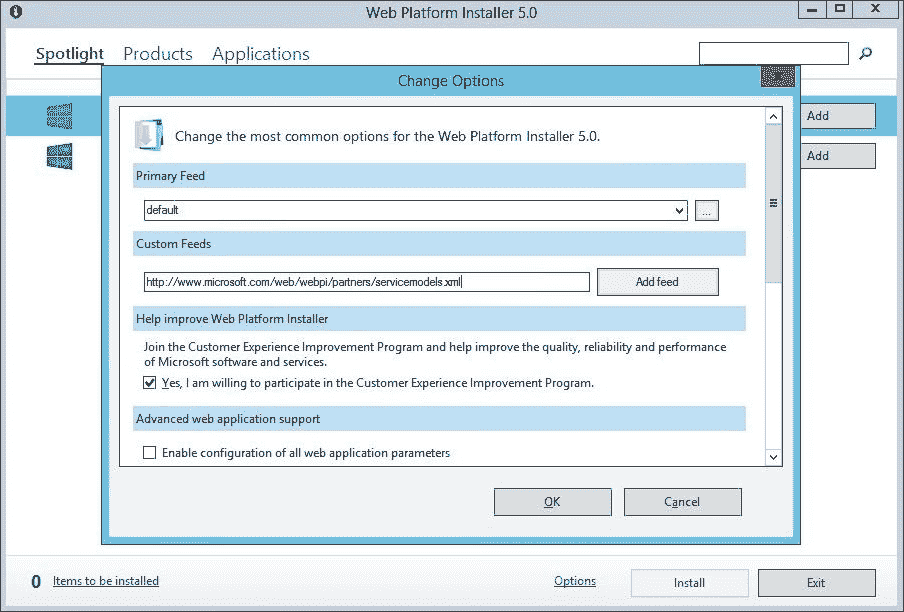 Web Platform Installer 5.0
Spotlight Products Applications
Change Options
Add
Change the most common options for the Web Platform Installer 5.0.
Add
Primary Feed
default
...
Custom Feeds
http://www.microsoft.com/web/webpi/partners/servicemodels.xml
Add feed
Help improve Web Platform Installer
Join the Customer Experience Improvement Program and help improve the quality, reliability and performance
of Microsoft software and services.
Yes, I am willing to participate in the Customer Experience Improvement Program.
Advanced web application support
Enable configuration of all web application parameters
OK
Cancel
0 Items to be installed
Options
Install
Exit